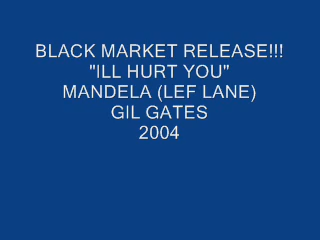 BLACK MARKET RELEASE!!!
"ILL HURT YOU"
MANDELA (LEF LANE)
GIL GATES
2004